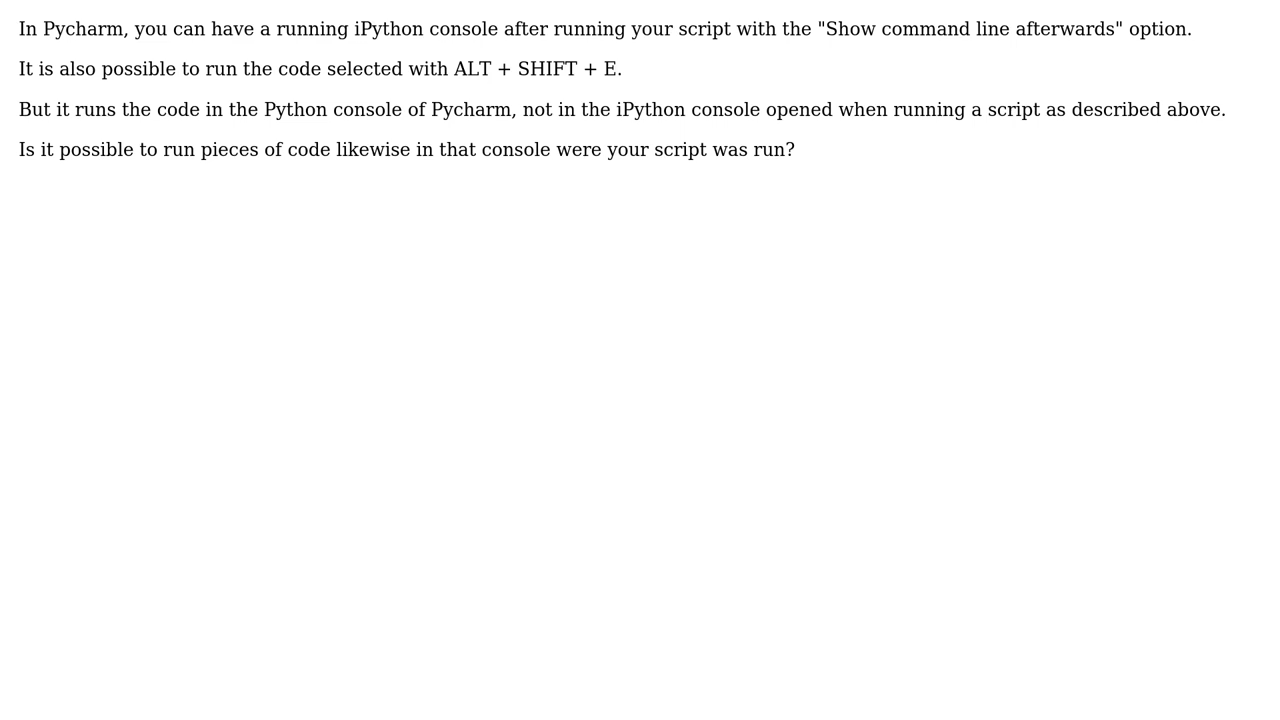 In Pycharm, you can have a running iPython console after running your script with the "Show command line afterwards" option.
It is also possible to run the code selected with ALT + SHIFT + E.
But it runs the code in the Python console of Pycharm, not in the iPython console opened when running a script as described above.
Is it possible to run pieces of code likewise in that console were your script was run?